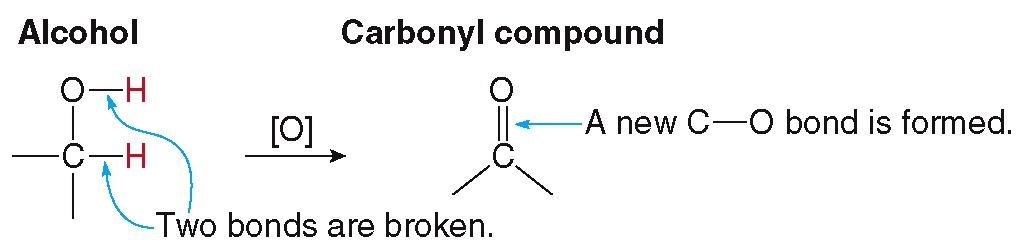 Alcohol
Carbonyl compound
O—H
O
[O]
A new C—O bond is formed.
—C—H
C
Two bonds are broken.